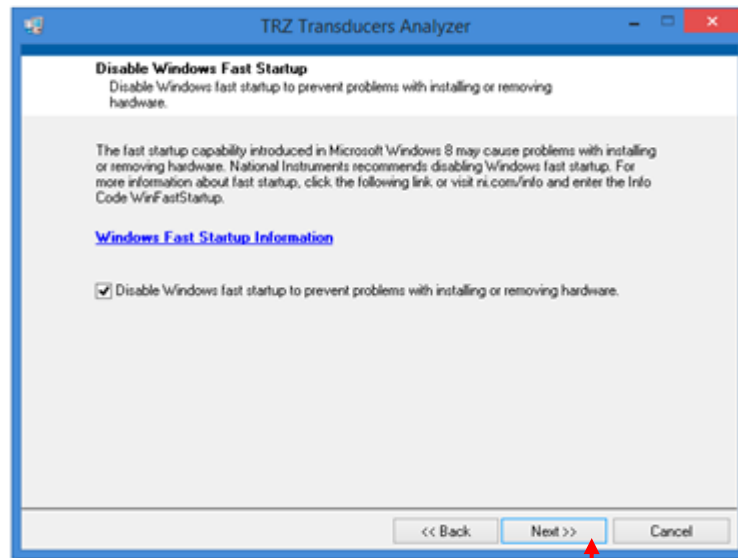 TRZ Transducers Analyzer
Disable Windows Fast Startup
Disable Windows fast startup to prevent problems with installing or removing
hardware.
The fast startup capability introduced in Microsoft Windows 8 may cause problems with installing
or removing hardware. National Instruments recommends disabling Windows fast startup. For
more information about fast startup, click the following link or visit ni.com/info and enter the Info
Code WinFastStartup.
Windows Fast Startup Information
Disable Windows fast startup to prevent problems with installing or removing hardware.
<< Back Next >> Cancel